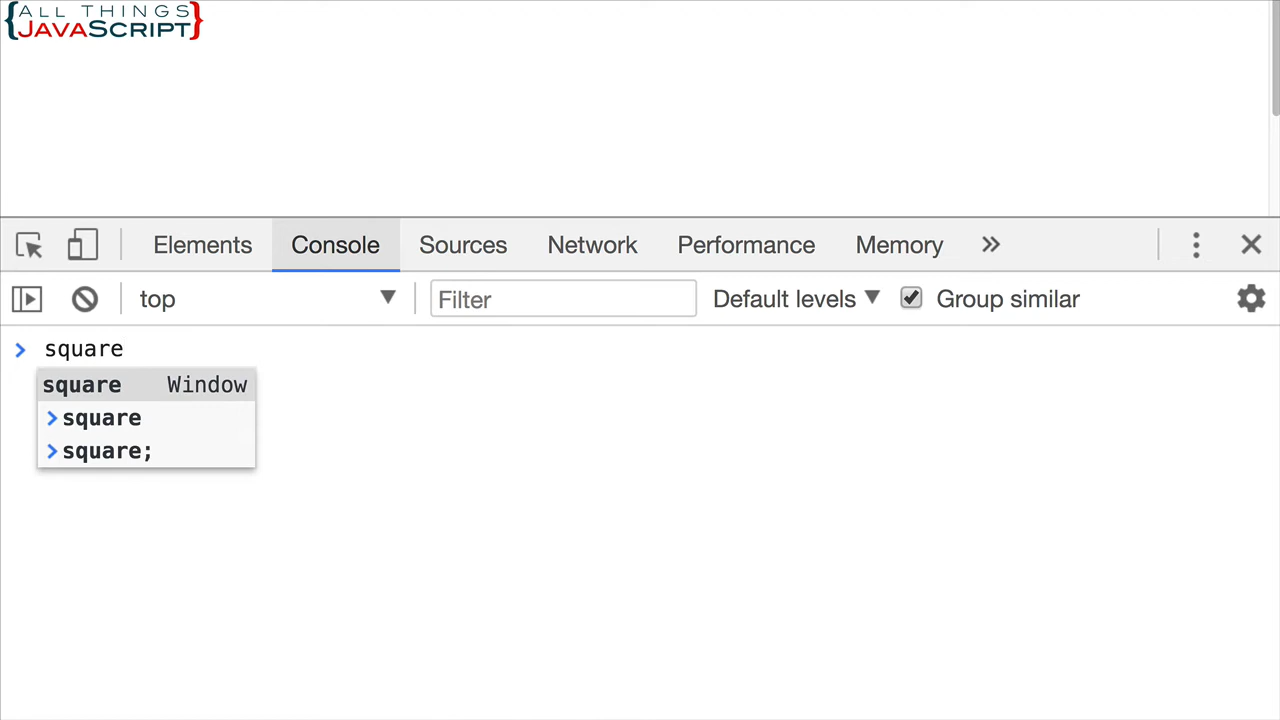 {ALL THINGS
JAVASCRIPT}
Elements Console Sources Network Performance Memory »
top ▼ Filter Default levels ▼ Group similar
> square
square Window
> square
> square;